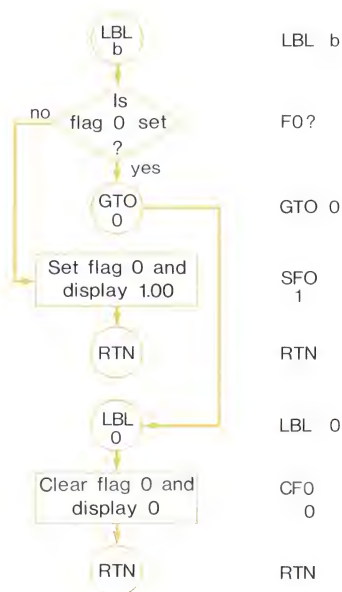 LBL
b
LBL b
Is
no
flag 0 set
F0?
?
yes
GTO
0
GTO 0
Set flag 0 and
display 1.00
SF0
1
RTN
RTN
LBL
0
LBL 0
Clear flag 0 and
display 0
CF0
0
RTN
RTN